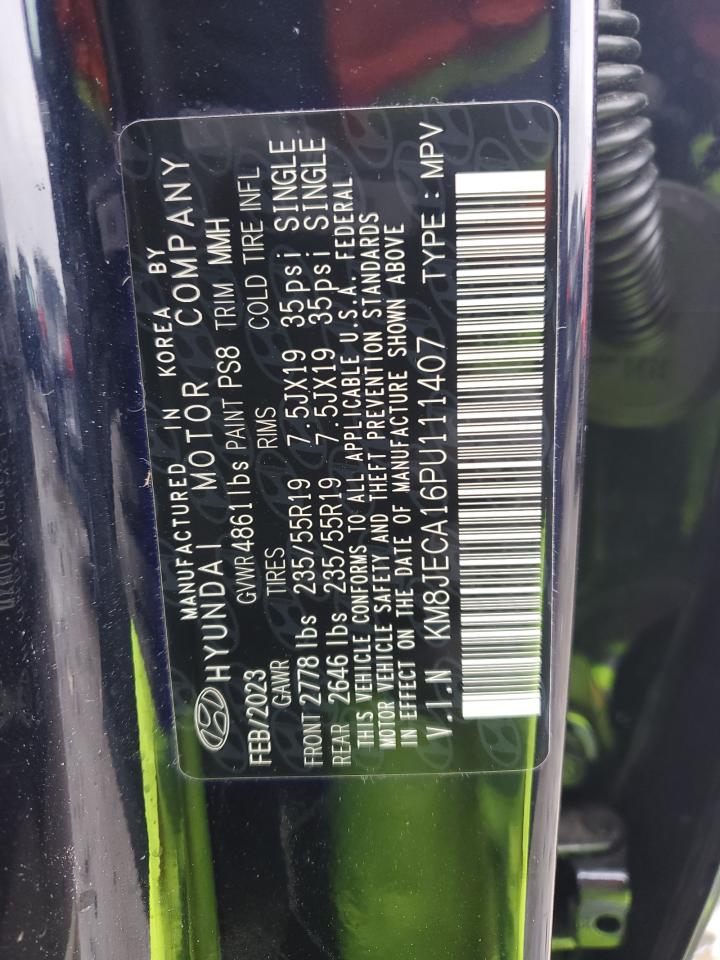 MANUFACTURED IN KOREA BY
HYUNDAI MOTOR COMPANY
FEB/2023 GVWR 4861 lbs PAINT PS8 TRIM MMH
GAWR TIRES RIMS COLD TIRE INFL
FRONT 2778 lbs 235/55R19 7.5JX19 35psi SINGLE
REAR 2646 lbs 235/55R19 7.5JX19 35psi SINGLE
THIS VEHICLE CONFORMS TO ALL APPLICABLE U.S.A. FEDERAL
MOTOR VEHICLE SAFETY AND THEFT PREVENTION STANDARDS
IN EFFECT ON THE DATE OF MANUFACTURE SHOWN ABOVE
V.I.N KM8JECA16PU111407 TYPE : MPV